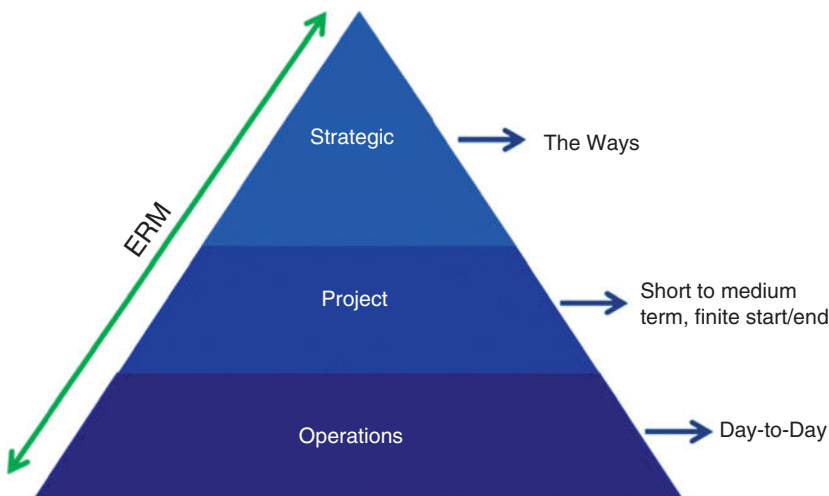 ERM
Strategic
The Ways
Project
Short to medium
term, finite start/end
Operations
Day-to-Day